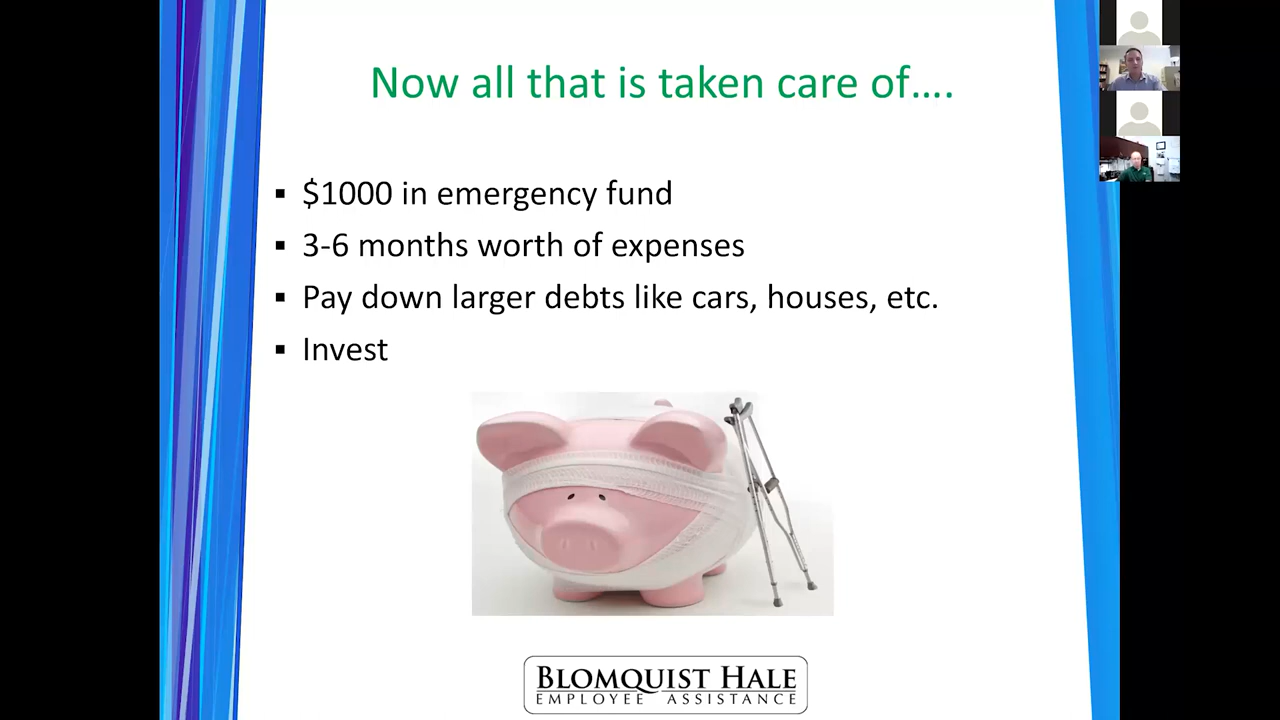 Now all that is taken care of….
▪ $1000 in emergency fund
▪ 3-6 months worth of expenses
▪ Pay down larger debts like cars, houses, etc.
▪ Invest
BLOMQUIST HALE
EMPLOYEE ASSISTANCE